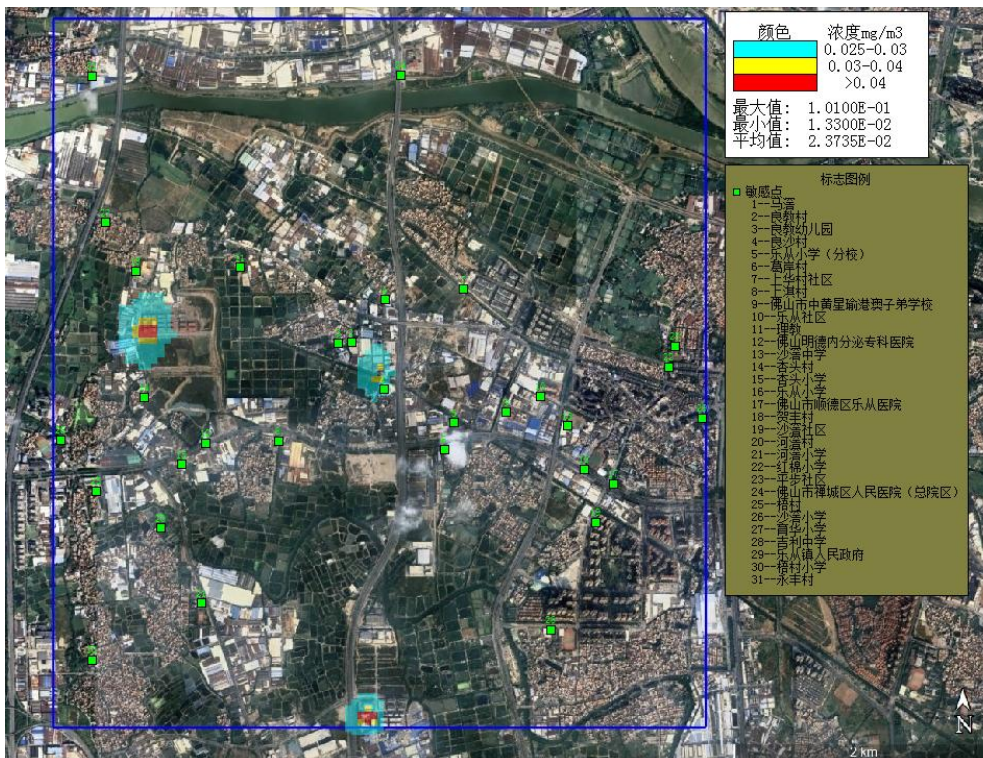 颜色 浓度mg/m3
0.025-0.03
0.03-0.04
>0.04
最大值: 1.0100E-01
最小值: 1.3300E-02
平均值: 2.3735E-02
标志图例
敏感点
1--马滘
2--良教村
3--良教幼儿园
4--良沙村
5--乐从小学（分校）
6--葛岸村
7--上华村社区
8--上淇村
9--佛山市中黄星瑜港澳子弟学校
10--乐从社区
11--理教
12--佛山明德内分泌专科医院
13--沙滘中学
14--杏头村
15--杏头小学
16--乐从小学
17--佛山市顺德区乐从医院
18--贺丰村
19--沙滘社区
20--河滘村
21--河滘小学
22--红棉小学
23--平步社区
24--佛山市禅城区人民医院（总院区）
25--梧村
26--沙滘小学
27--育华小学
28--吉利中学
29--乐从镇人民政府
30--梧村小学
31--永丰村
N
2 km